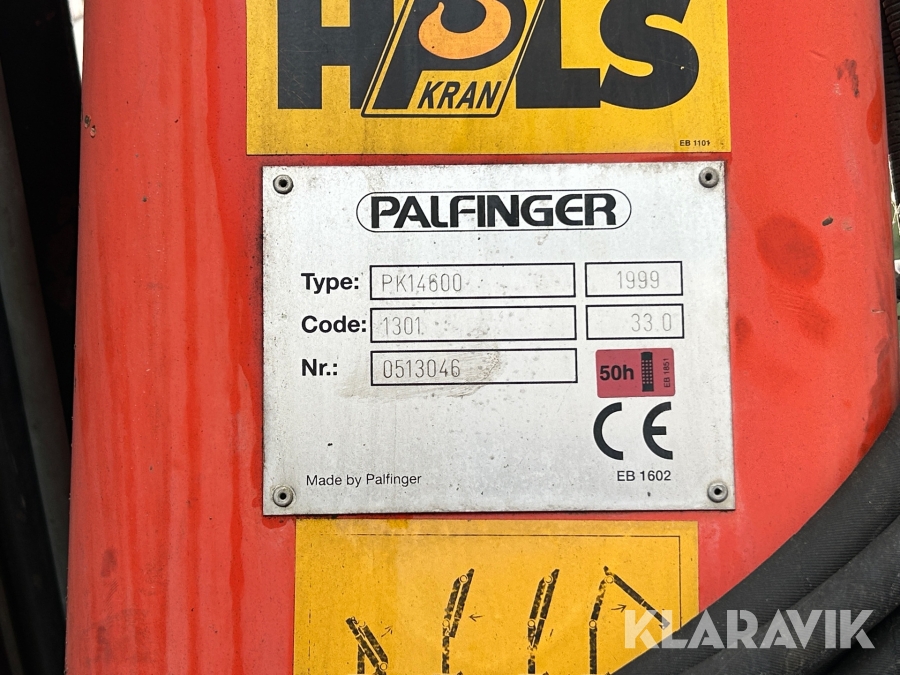 HPLS
KRAN
EB 1101
PALFINGER
Type: PK14600 1999
Code: 1301 33.0
Nr.: 0513046
50h EB 1851
CE
Made by Palfinger EB 1602
KLARAVIK